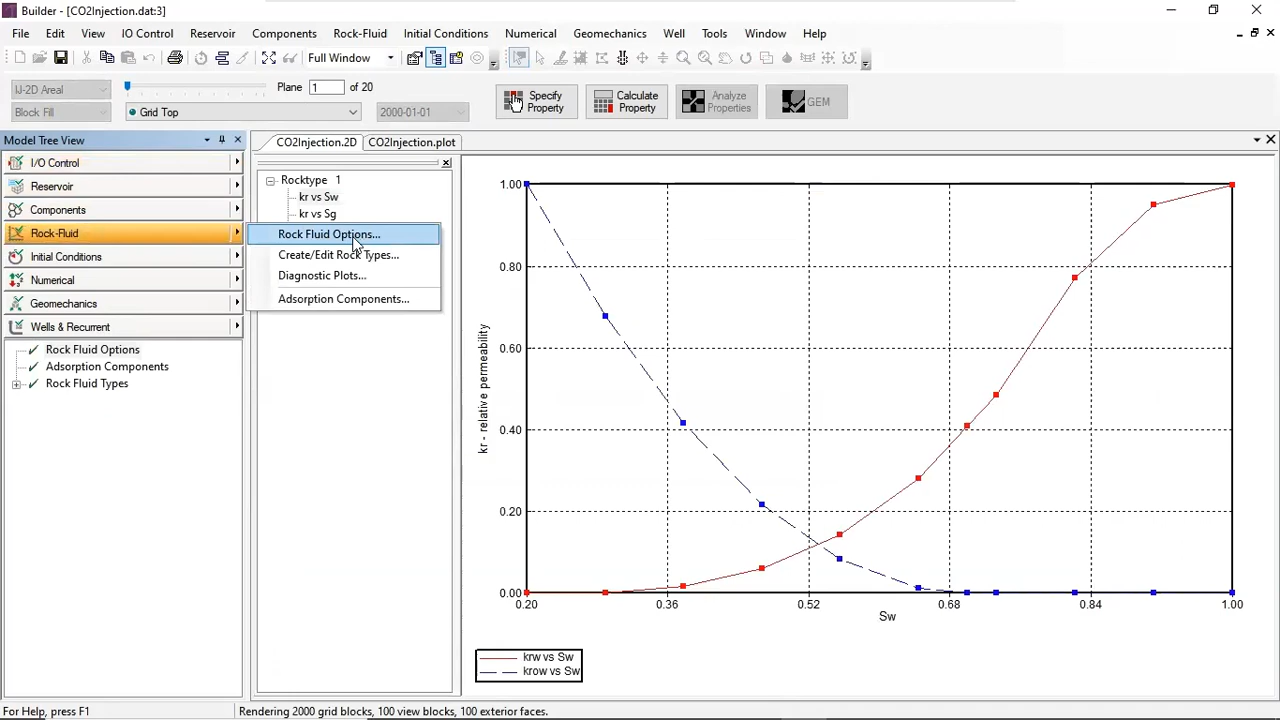 Builder - [CO2Injection.dat:3]
File Edit View IO Control Reservoir Components Rock-Fluid Initial Conditions Numerical Geomechanics Well Tools Window Help
Full Window
IJ-2D Areal
Plane 1 of 20
Block Fill
Grid Top
2000-01-01
Specify Property
Calculate Property
Analyze Properties
GEM
Model Tree View
CO2Injection.2D
CO2Injection.plot
I/O Control
Reservoir
Components
Rock-Fluid
Initial Conditions
Numerical
Geomechanics
Wells & Recurrent
Rock Fluid Options
Adsorption Components
Rock Fluid Types
Rocktype 1
kr vs Sw
kr vs Sg
Rock Fluid Options...
Create/Edit Rock Types...
Diagnostic Plots...
Adsorption Components...
1.00
0.80
0.60
0.40
0.20
0.00
kr - relative permeability
0.20 0.36 0.52 0.68 0.84 1.00
Sw
krw vs Sw
krow vs Sw
For Help, press F1
Rendering 2000 grid blocks, 100 view blocks, 100 exterior faces.